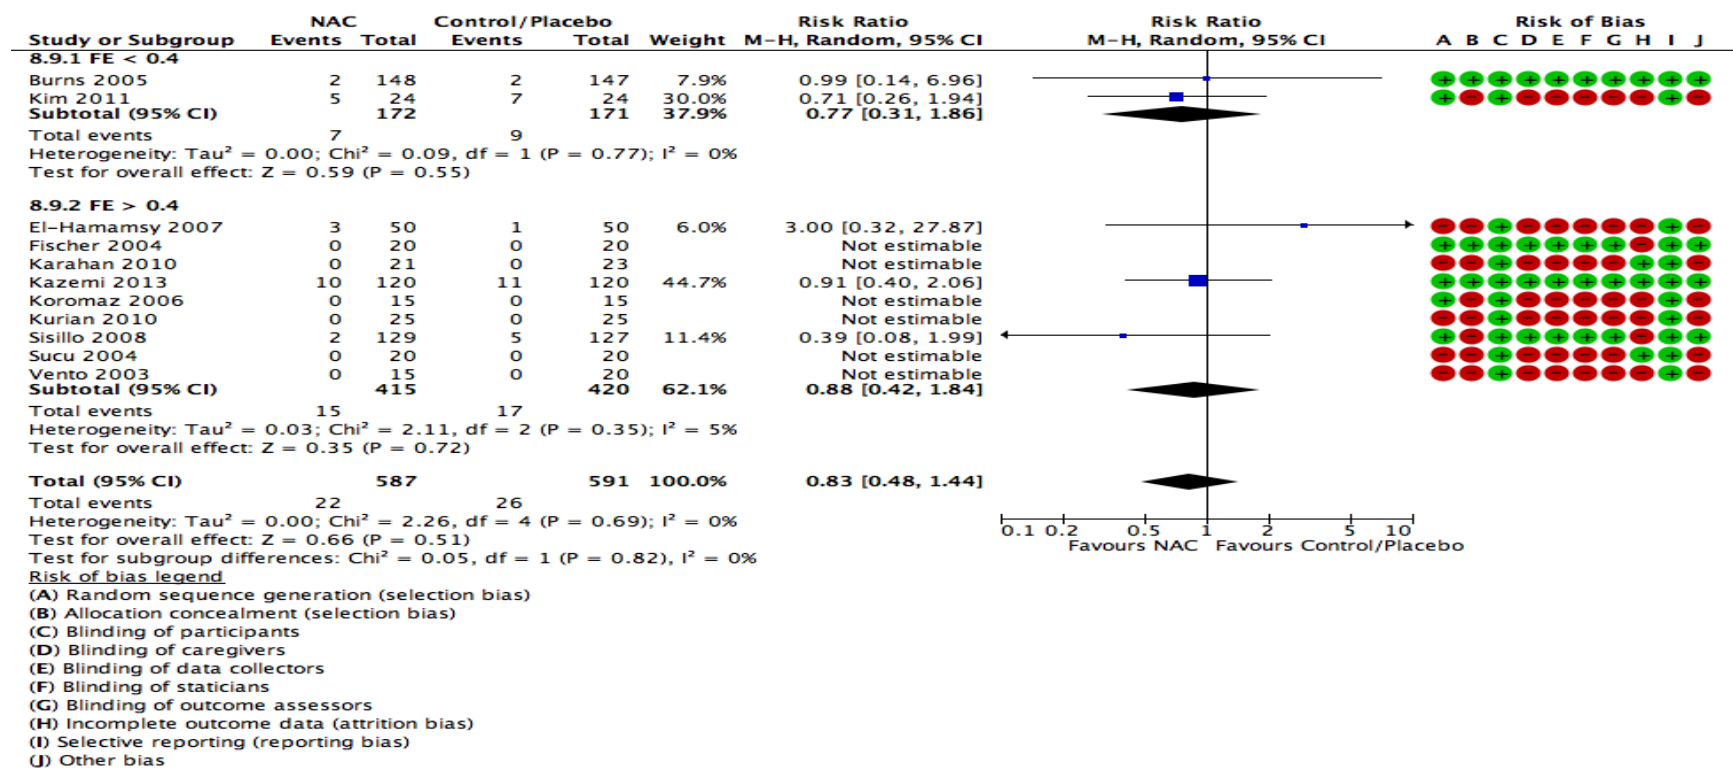 NAC Control/Placebo Risk Ratio Risk Ratio Risk of Bias
Study or Subgroup Events Total Events Total Weight M-H, Random, 95% CI M-H, Random, 95% CI A B C D E F G H I J
8.9.1 FE < 0.4
Burns 2005 2 148 2 147 7.9% 0.99 [0.14, 6.96] + + + + + + + + + +
Kim 2011 5 24 7 24 30.0% 0.71 [0.26, 1.94] + - + - - - - - + -
Subtotal (95% CI) 172 171 37.9% 0.77 [0.31, 1.86]
Total events 7 9
Heterogeneity: Tau² = 0.00; Chi² = 0.09, df = 1 (P = 0.77); I² = 0%
Test for overall effect: Z = 0.59 (P = 0.55)
8.9.2 FE > 0.4
El-Hamamsy 2007 3 50 1 50 6.0% 3.00 [0.32, 27.87] - - + - - - - - + -
Fischer 2004 0 20 0 20 Not estimable + + + + + + + - + +
Karahan 2010 0 21 0 23 Not estimable - - + - - - - + + -
Kazemi 2013 10 120 11 120 44.7% 0.91 [0.40, 2.06] + + + + + + + + + +
Koromaz 2006 0 15 0 15 Not estimable + - + - - - - - + -
Kurian 2010 0 25 0 25 Not estimable - - + - - - - - + -
Sisillo 2008 2 129 5 127 11.4% 0.39 [0.08, 1.99] + - + + + + + - + -
Sucu 2004 0 20 0 20 Not estimable - - + - - - - + + -
Vento 2003 0 15 0 20 Not estimable - - + - - - - - + -
Subtotal (95% CI) 415 420 62.1% 0.88 [0.42, 1.84]
Total events 15 17
Heterogeneity: Tau² = 0.03; Chi² = 2.11, df = 2 (P = 0.35); I² = 5%
Test for overall effect: Z = 0.35 (P = 0.72)
Total (95% CI) 587 591 100.0% 0.83 [0.48, 1.44]
Total events 22 26
Heterogeneity: Tau² = 0.00; Chi² = 2.26, df = 4 (P = 0.69); I² = 0%
Test for overall effect: Z = 0.66 (P = 0.51)
Test for subgroup differences: Chi² = 0.05, df = 1 (P = 0.82), I² = 0%
0.1 0.2 0.5 1 2 5 10
Favours NAC Favours Control/Placebo
Risk of bias legend
(A) Random sequence generation (selection bias)
(B) Allocation concealment (selection bias)
(C) Blinding of participants
(D) Blinding of caregivers
(E) Blinding of data collectors
(F) Blinding of staticians
(G) Blinding of outcome assessors
(H) Incomplete outcome data (attrition bias)
(I) Selective reporting (reporting bias)
(J) Other bias